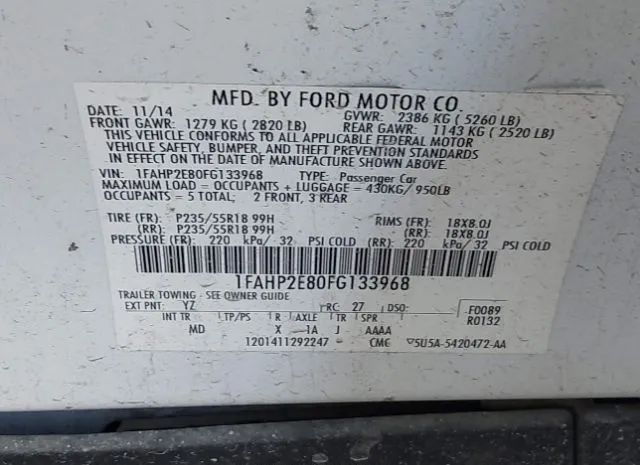 MFD. BY FORD MOTOR CO.
DATE: 11/14 GVWR: 2386 KG ( 5260 LB)
FRONT GAWR: 1279 KG ( 2820 LB) REAR GAWR: 1143 KG ( 2520 LB)
THIS VEHICLE CONFORMS TO ALL APPLICABLE FEDERAL MOTOR
VEHICLE SAFETY, BUMPER, AND THEFT PREVENTION STANDARDS
IN EFFECT ON THE DATE OF MANUFACTURE SHOWN ABOVE.
VIN: 1FAHP2E80FG133968 TYPE: Passenger Car
MAXIMUM LOAD = OCCUPANTS + LUGGAGE = 430KG/ 950LB
OCCUPANTS = 5 TOTAL; 2 FRONT, 3 REAR
TIRE (FR): P235/55R18 99H RIMS (FR): 18X8.0J
(RR): P235/55R18 99H (RR): 18X8.0J
PRESSURE (FR): 220 kPa/ 32 PSI COLD (RR): 220 kPa/ 32 PSI COLD
1FAHP2E80FG133968
TRAILER TOWING - SEE OWNER GUIDE
EXT PNT: YZ RC: 27 DSO: F0089
INT TR TP/PS R AXLE TR SPR R0132
MD X 1A J AAAA
1201411292247 CME 5U5A-5420472-AA